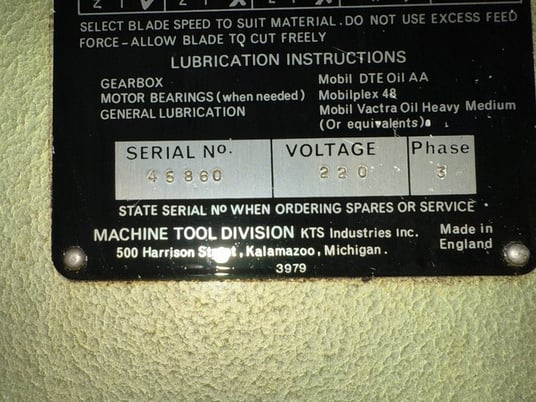 SELECT BLADE SPEED TO SUIT MATERIAL. DO NOT USE EXCESS FEED
FORCE-ALLOW BLADE TO CUT FREELY
LUBRICATION INSTRUCTIONS
GEARBOX Mobil DTE Oil AA
MOTOR BEARINGS (when needed) Mobilplex 48
GENERAL LUBRICATION Mobil Vactra Oil Heavy Medium
(Or equivalents).
SERIAL No. VOLTAGE Phase
45860 220 3
STATE SERIAL No WHEN ORDERING SPARES OR SERVICE
MACHINE TOOL DIVISION KTS Industries Inc. Made in
500 Harrison Street, Kalamazoo, Michigan. England
3979